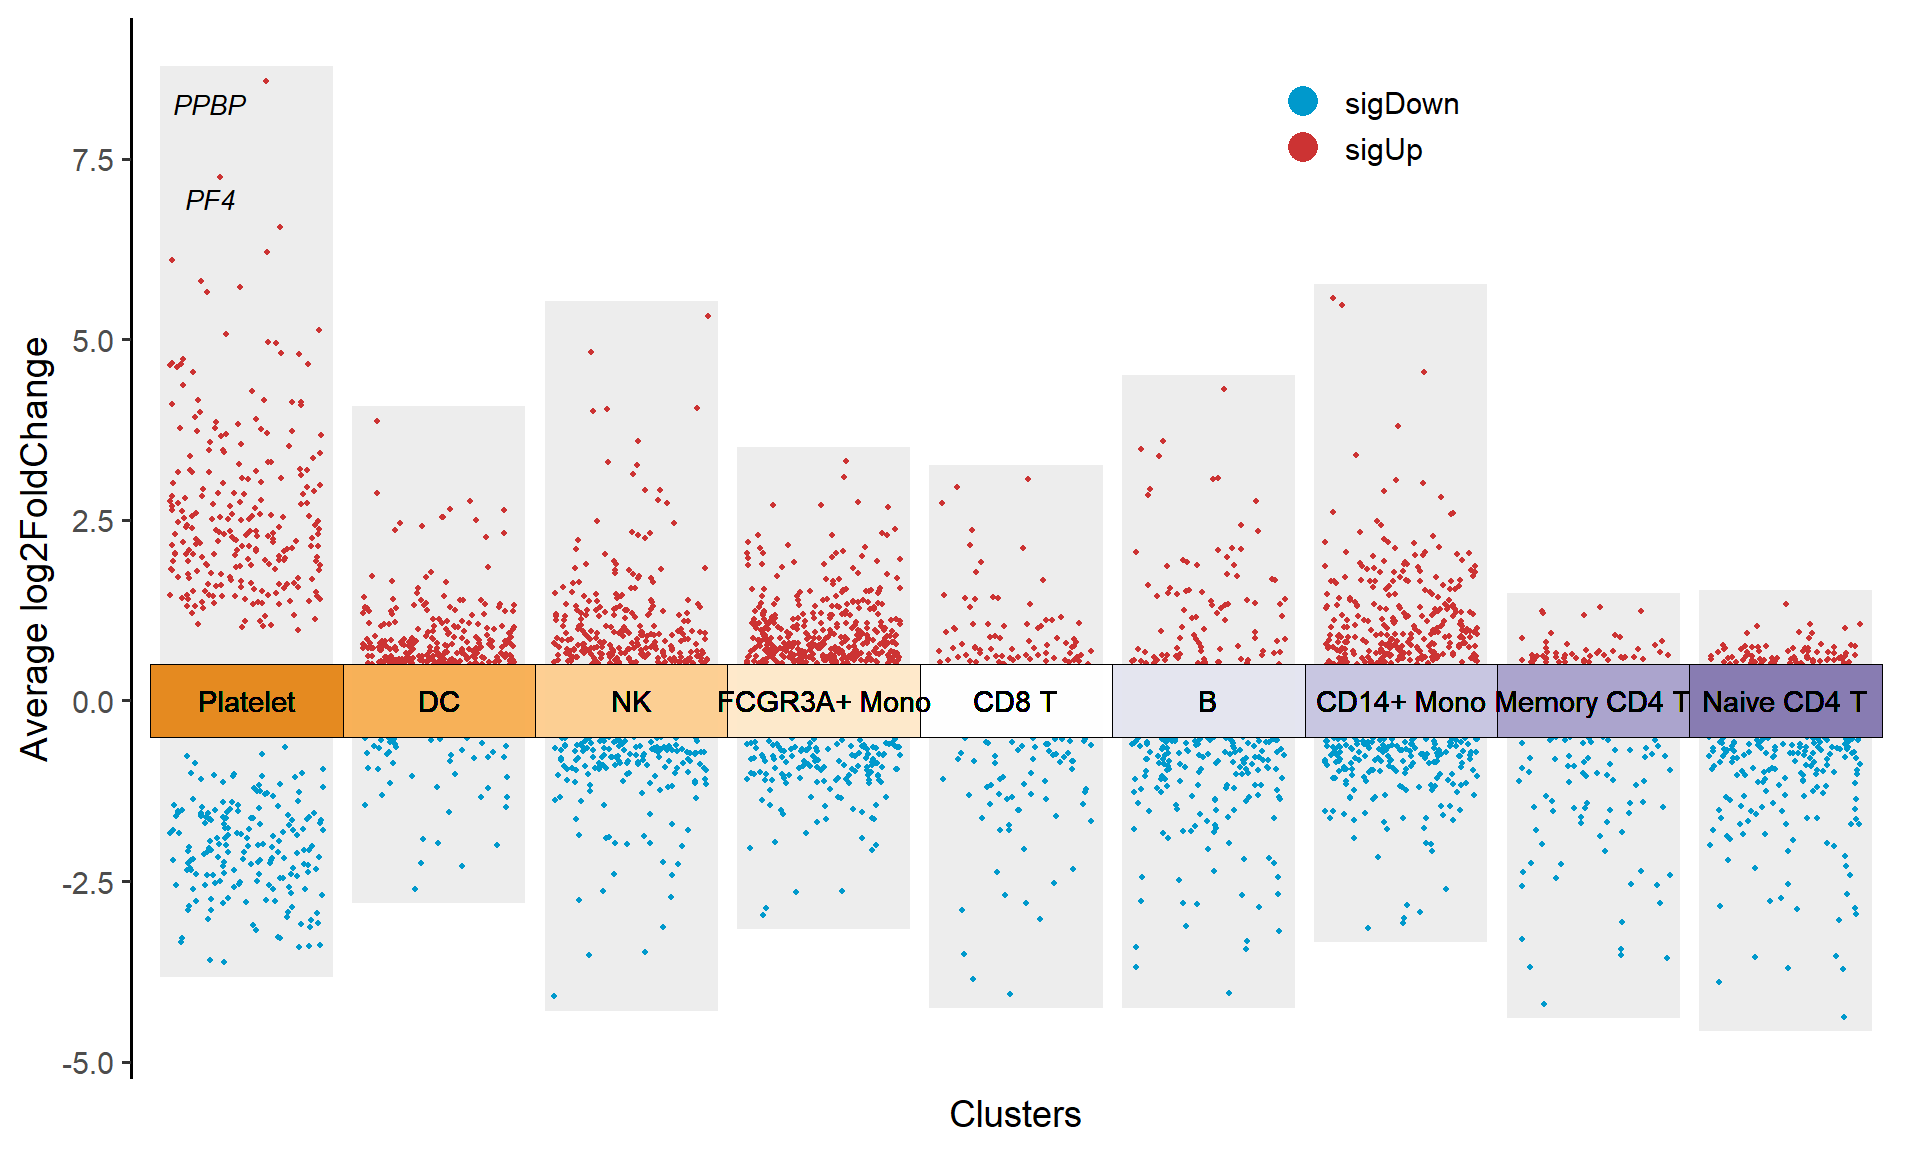 PPBP
sigDown
sigUp
7.5
PF4
5.0
Average log2FoldChange
2.5
0.0
Platelet
DC
NK
FCGR3A+ Mono
CD8 T
B
CD14+ Mono
Memory CD4 T
Naive CD4 T
-2.5
-5.0
Clusters